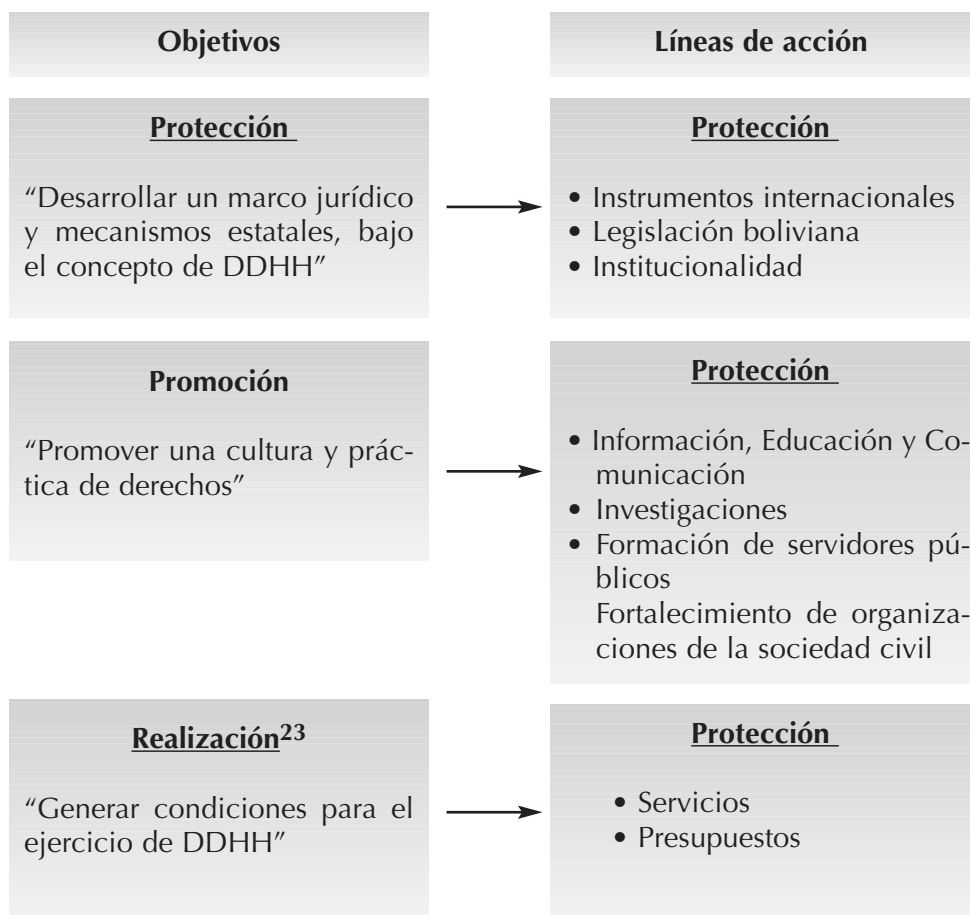 Objetivos
Líneas de acción
Protección
“Desarrollar un marco jurídico
y mecanismos estatales, bajo
el concepto de DDHH”
Protección
• Instrumentos internacionales
• Legislación boliviana
• Institucionalidad
Promoción
“Promover una cultura y prác-
tica de derechos”
Protección
• Información, Educación y Co-
municación
• Investigaciones
• Formación de servidores pú-
blicos
Fortalecimiento de organiza-
ciones de la sociedad civil
Realización23
“Generar condiciones para el
ejercicio de DDHH”
Protección
• Servicios
• Presupuestos